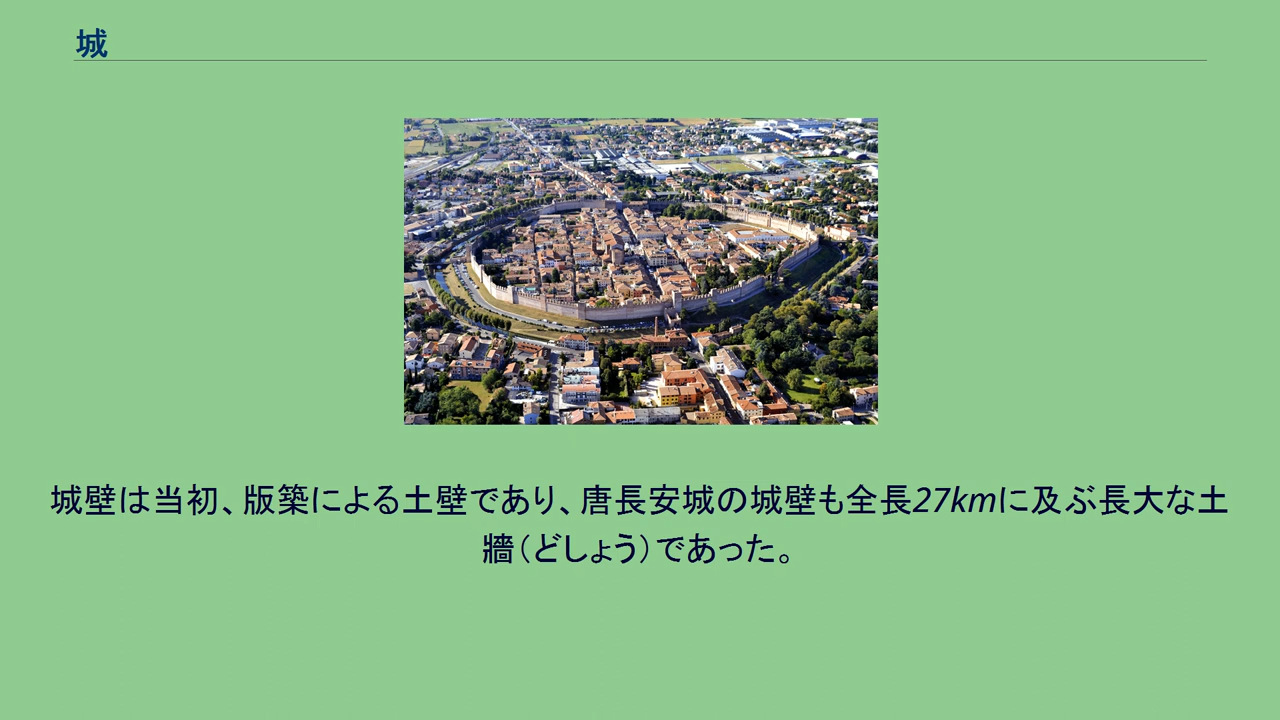 城
城壁は当初、版築による土壁であり、唐長安城の城壁も全長27kmに及ぶ長大な土
牆（どしょう）であった。